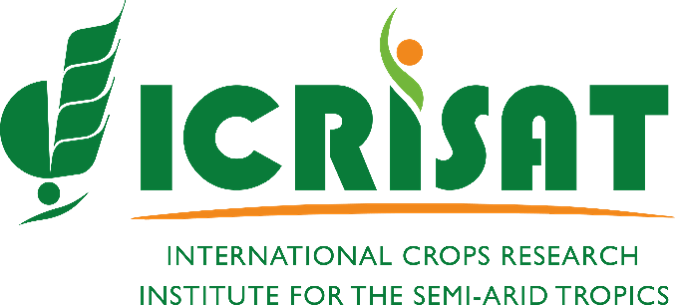 ICRISAT
INTERNATIONAL CROPS RESEARCH
INSTITUTE FOR THE SEMI-ARID TROPICS